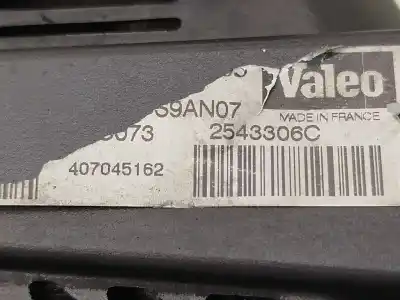 Valeo
S9AN07
MADE IN FRANCE
073
2543306C
407045162